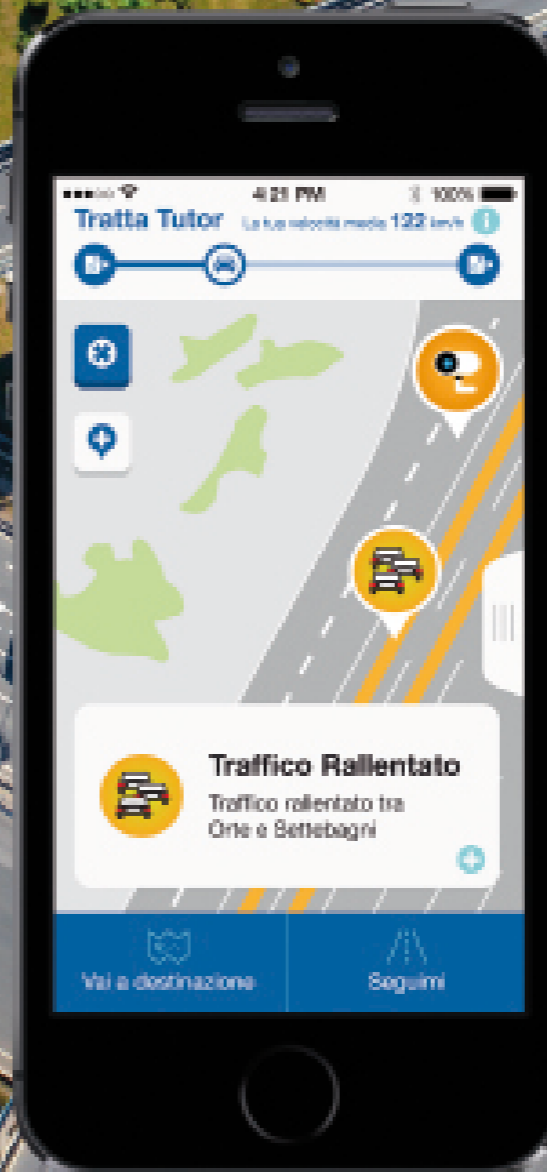 4:21 PM 100%
Tratta Tutor La tua velocità media 122 km/h i
Traffico Rallentato
Traffico rallentato tra
Orte e Settebagni
Vai a destinazione Seguimi